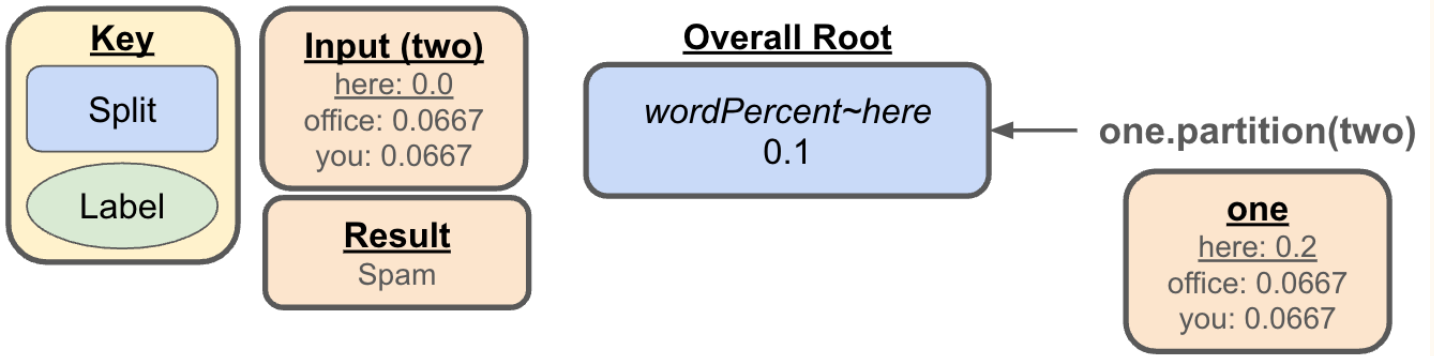 Key
Split
Label
Input (two)
here: 0.0
office: 0.0667
you: 0.0667
Result
Spam
Overall Root
wordPercent~here
0.1
one.partition(two)
one
here: 0.2
office: 0.0667
you: 0.0667